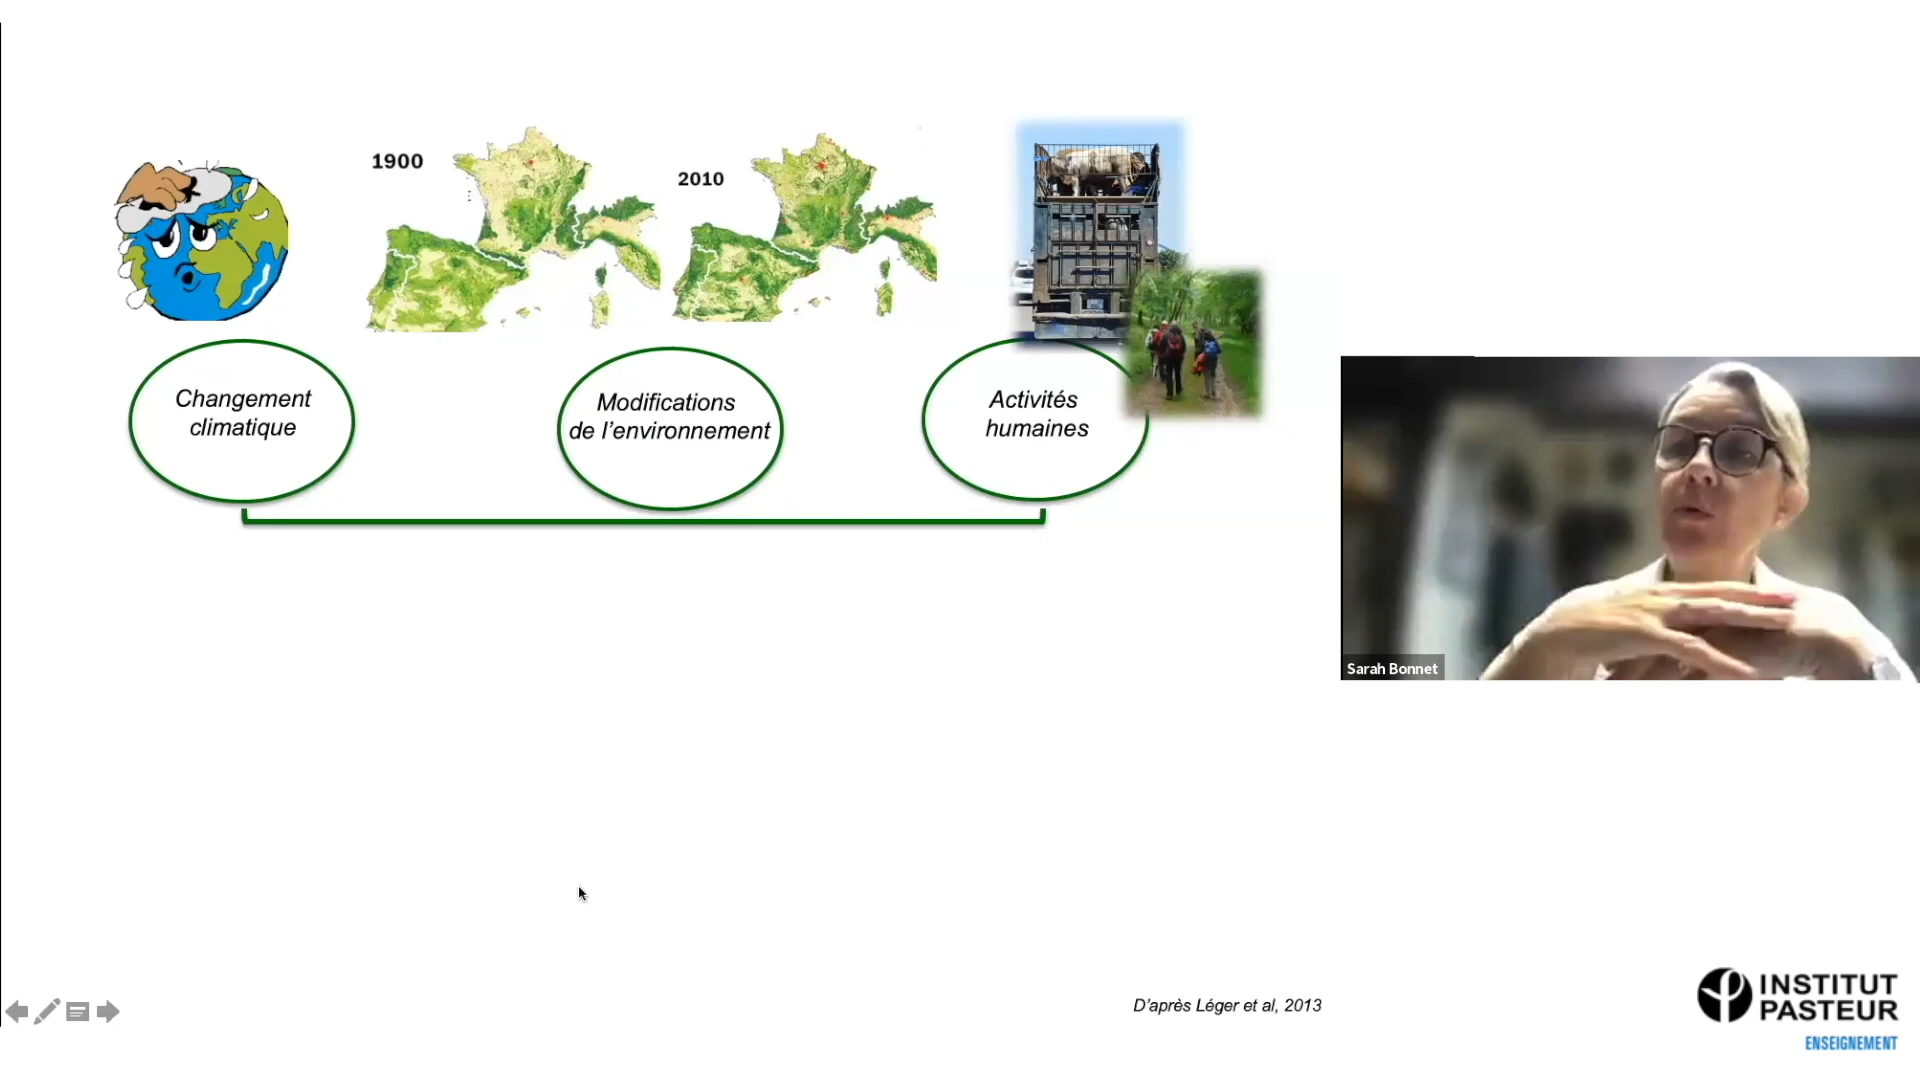 1900
2010
Changement
climatique
Modifications
de l'environnement
Activités
humaines
Sarah Bonnet
D'après Léger et al, 2013
INSTITUT
PASTEUR
ENSEIGNEMENT